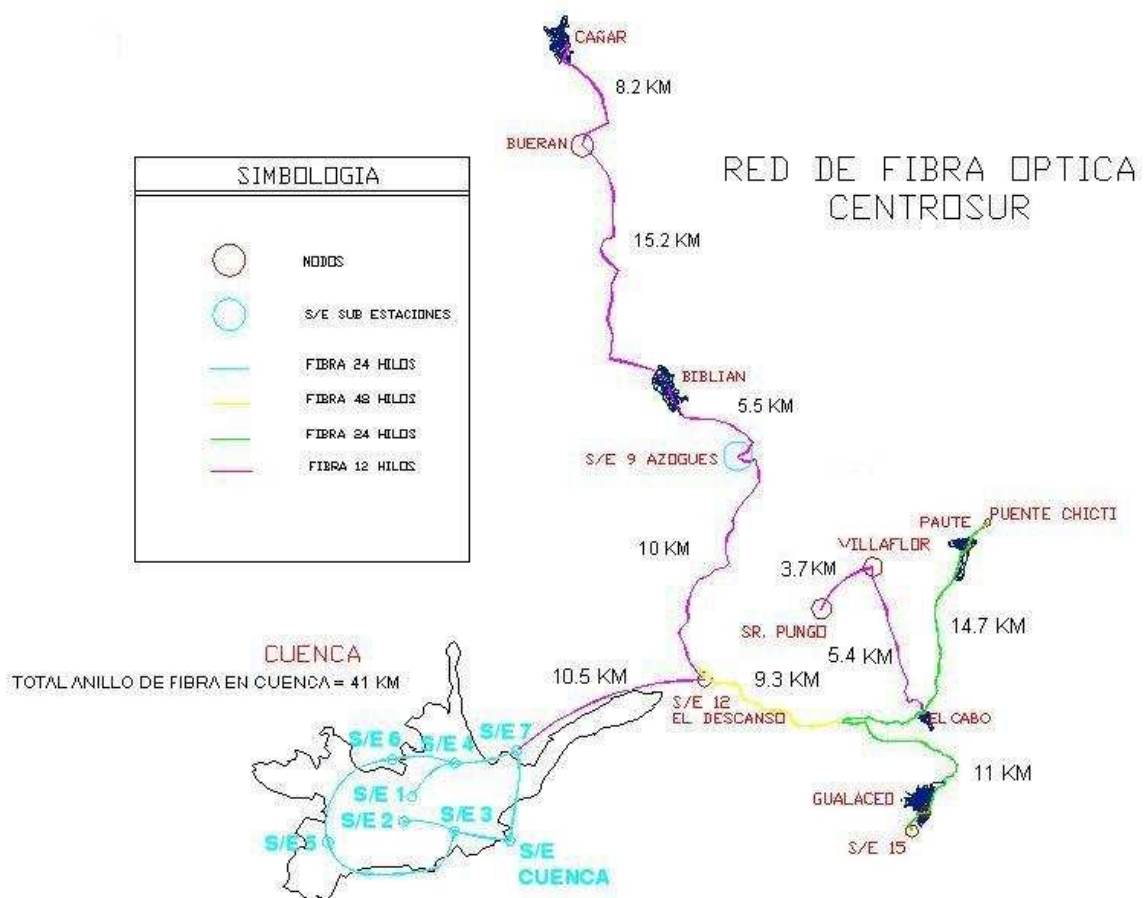 CAÑAR
8.2 KM
BUERAN
RED DE FIBRA OPTICA
CENTROSUR
SIMBOLOGIA
NODOS
S/E SUB ESTACIONES
FIBRA 24 HILOS
FIBRA 48 HILOS
FIBRA 24 HILOS
FIBRA 12 HILOS
15.2 KM
BIBLIAN
5.5 KM
S/E 9 AZOGUES
10 KM
PUENTE CHICTI
PAUTE
VILLAFLOR
3.7 KM
SR. PUNGO
14.7 KM
5.4 KM
CUENCA
TOTAL ANILLO DE FIBRA EN CUENCA = 41 KM
10.5 KM
9.3 KM
S/E 12
EL DESCANSO
EL CABO
S/E 7
S/E 6
S/E 4
11 KM
S/E 1
GUALACEO
S/E 2
S/E 3
S/E 5
S/E 15
S/E
CUENCA